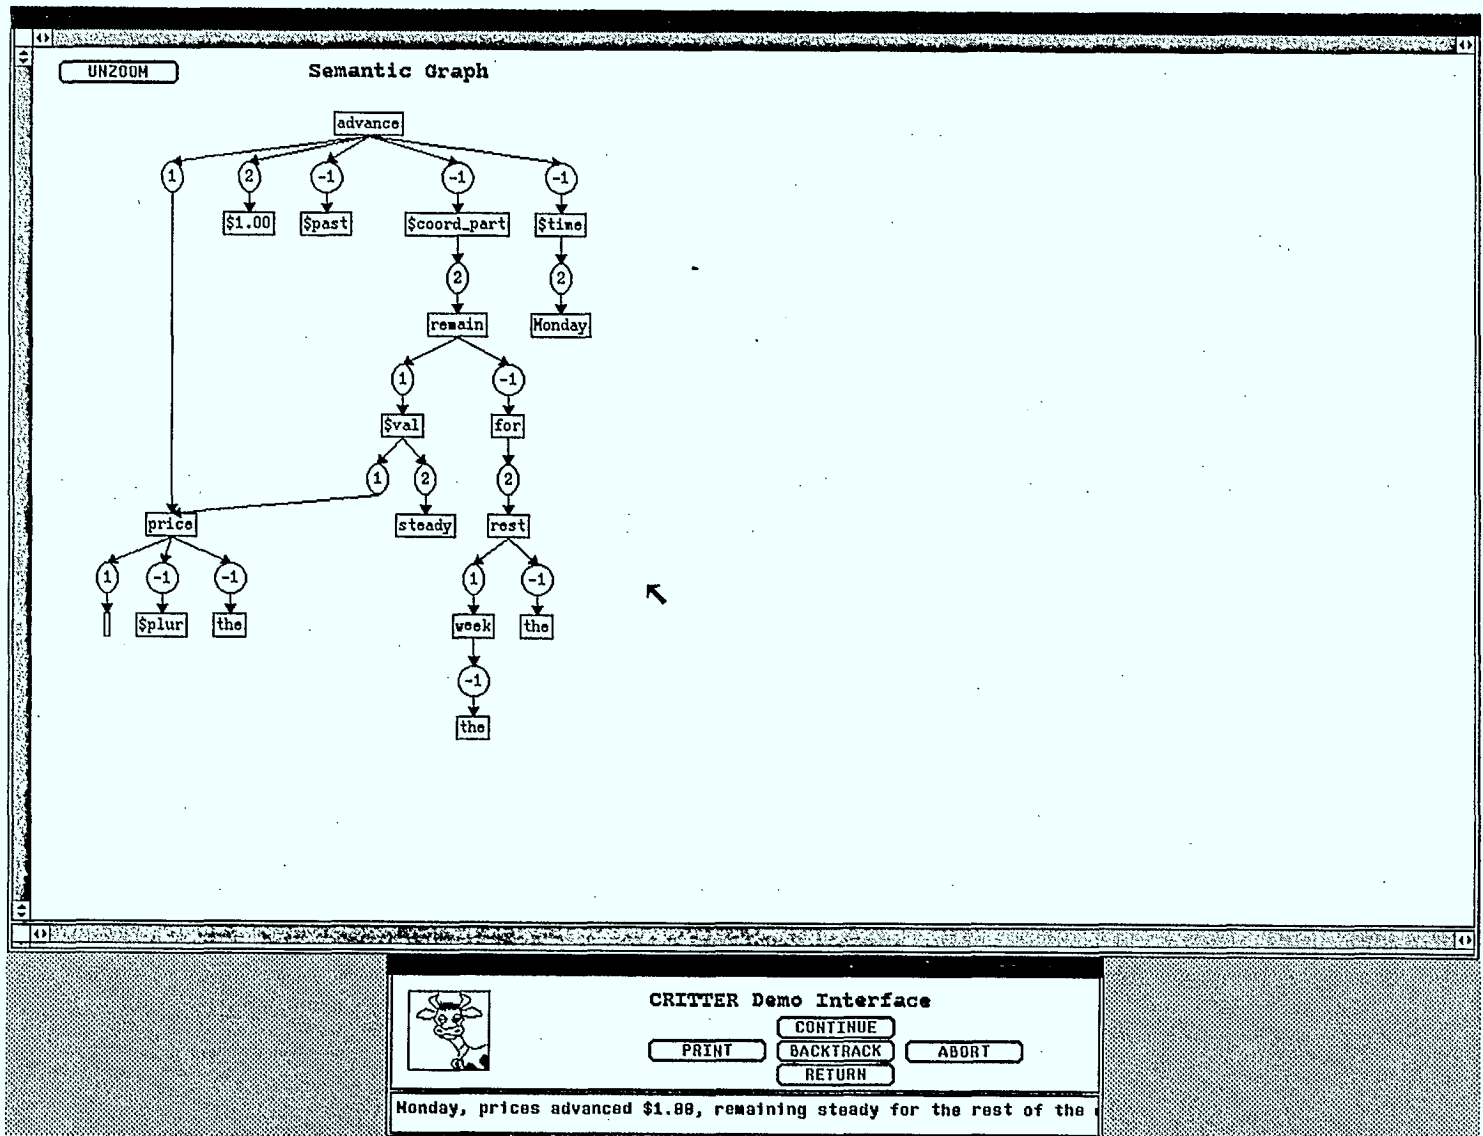 UNZOOM Semantic Graph
advance
1 2 -1 -1 -1
$1.00 $past $coord_part $time
2 2
remain Monday
1 -1
$val for
1 2 2
price steady rest
1 -1 -1 1 -1
$plur the week the
-1
the
CRITTER Demo Interface
CONTINUE
PRINT BACKTRACK ABORT
RETURN
Monday, prices advanced $1.00, remaining steady for the rest of the